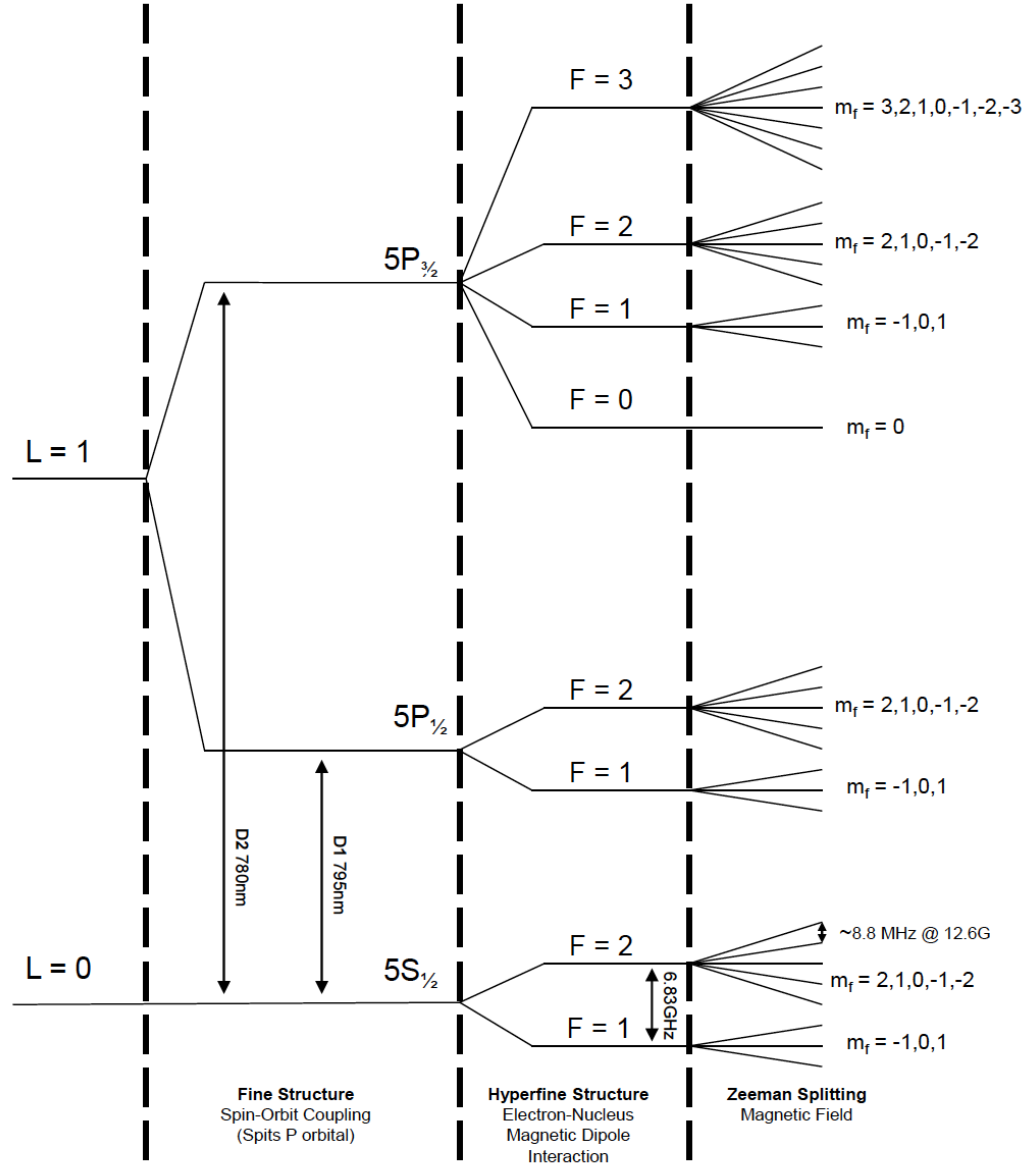 F = 3
m_f = 3,2,1,0,-1,-2,-3
F = 2
m_f = 2,1,0,-1,-2
5P_³⁄₂
F = 1
m_f = -1,0,1
F = 0
m_f = 0
L = 1
F = 2
m_f = 2,1,0,-1,-2
5P_½
F = 1
m_f = -1,0,1
D2 780nm
D1 795nm
~8.8 MHz @ 12.6G
F = 2
L = 0
5S_½
m_f = 2,1,0,-1,-2
6.83GHz
F = 1
m_f = -1,0,1
Fine Structure
Spin-Orbit Coupling
(Spits P orbital)
Hyperfine Structure
Electron-Nucleus
Magnetic Dipole
Interaction
Zeeman Splitting
Magnetic Field